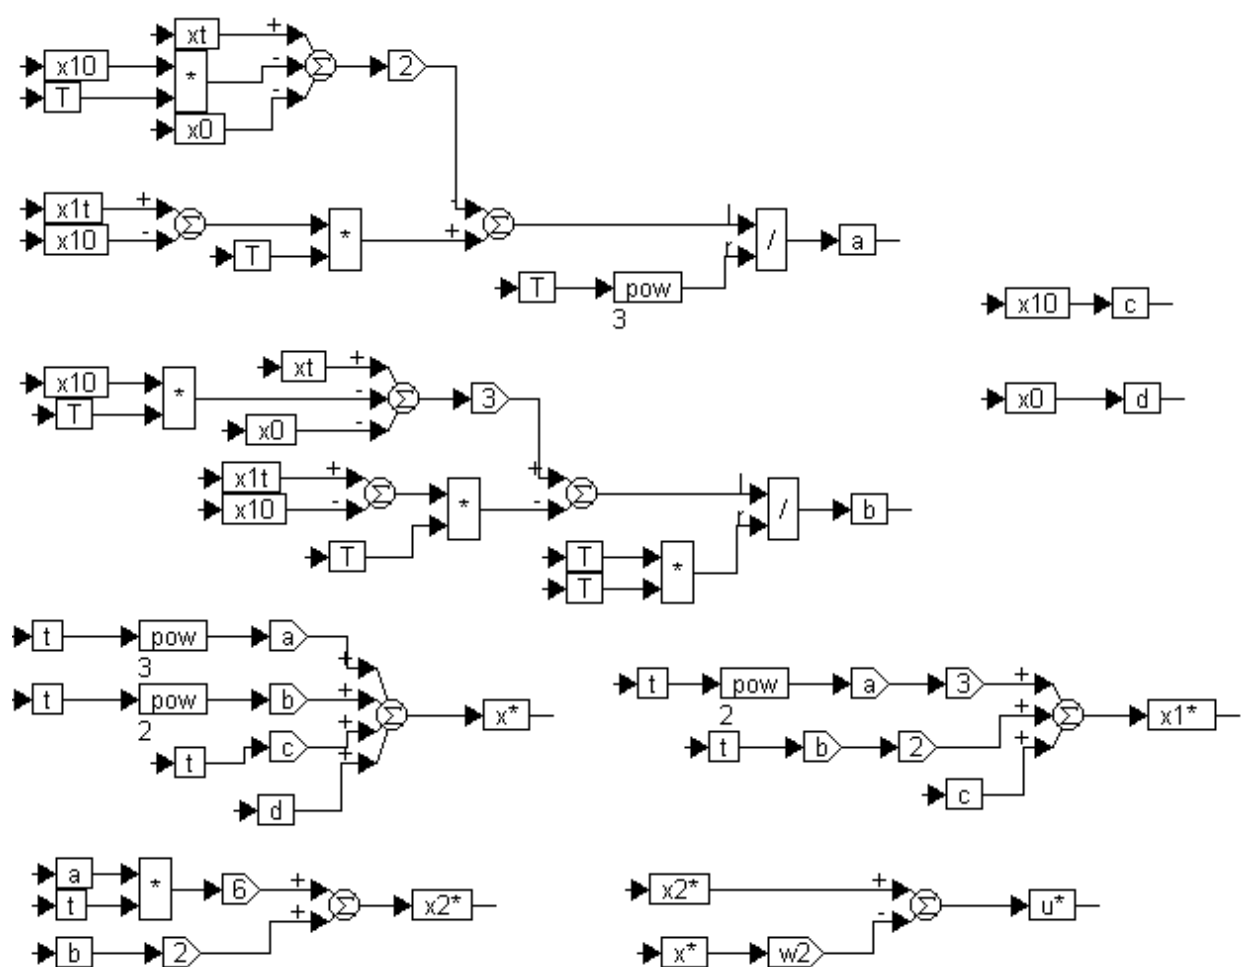 xt +
x10 * - Σ 2
T -
x0
x1t + - l
x10 - Σ * + Σ / a
T r
T pow
3
x10 c
xt +
x10 * - Σ 3
T
x0 -
x0 d
x1t + + l
x10 - Σ * - Σ / b
T r
T *
T
t pow a +
3
t pow b + Σ x*
2
t c +
d +
t pow a 3 +
2
t b 2 + Σ x1*
c +
a * 6 + Σ x2*
t
b 2 +
x2* + Σ u*
x* w2 -